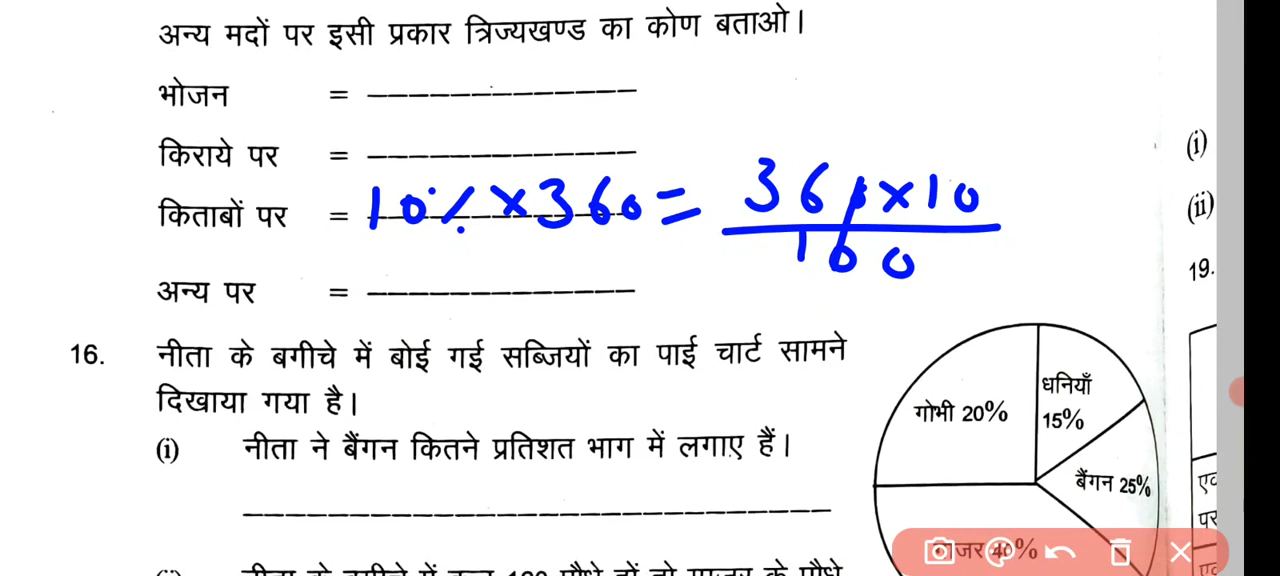 अन्य मदों पर इसी प्रकार त्रिज्यखण्ड का कोण बताओ।
भोजन =
किराये पर =
किताबों पर = 10% × 360 = 360×10
100
अन्य पर =
16. नीता के बगीचे में बोई गई सब्जियों का पाई चार्ट सामने
दिखाया गया है।
(i) नीता ने बैंगन कितने प्रतिशत भाग में लगाए हैं।
गोभी 20%
धनियाँ
15%
बैंगन 25%
40%
(i)
(ii)
19.